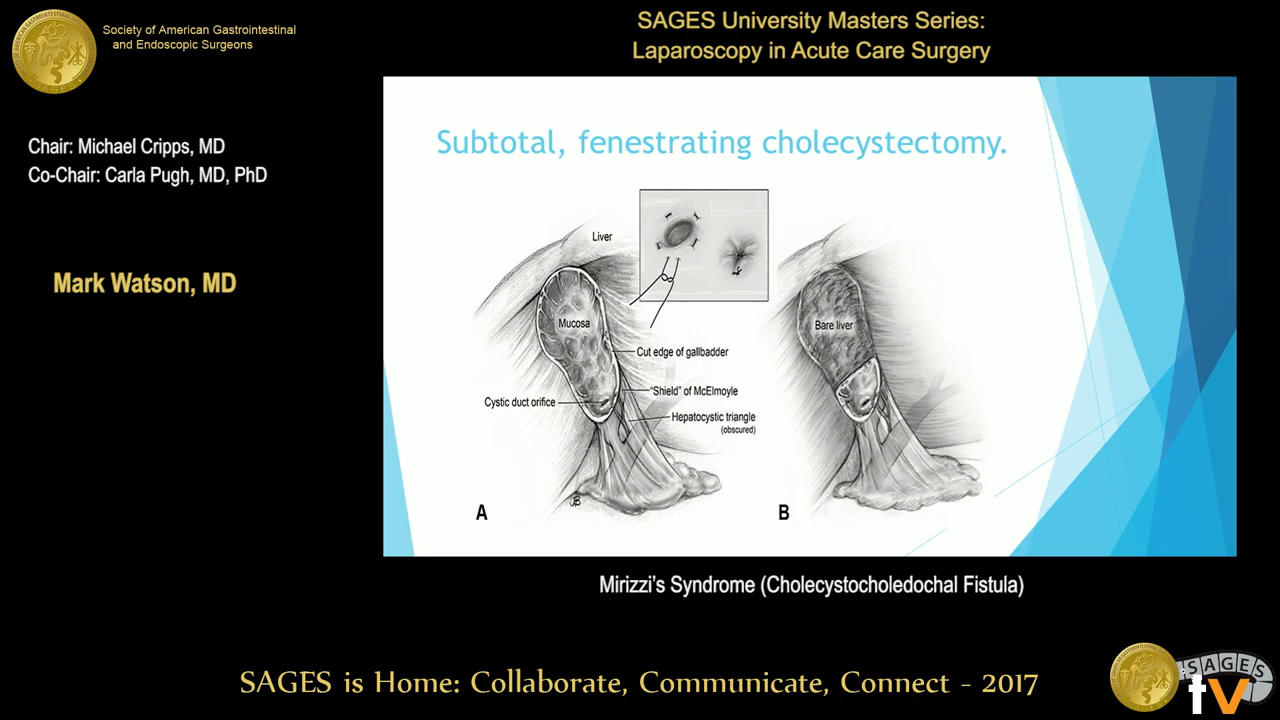 Society of American Gastrointestinal
and Endoscopic Surgeons
SAGES University Masters Series:
Laparoscopy in Acute Care Surgery
Chair: Michael Cripps, MD
Co-Chair: Carla Pugh, MD, PhD
Mark Watson, MD
Subtotal, fenestrating cholecystectomy.
Liver
Mucosa
Cut edge of gallbadder
"Shield" of McElmoyle
Cystic duct orifice
Hepatocystic triangle
(obscured)
A
Bare liver
B
Mirizzi's Syndrome (Cholecystocholedochal Fistula)
SAGES is Home: Collaborate, Communicate, Connect - 2017
SAGES
tv